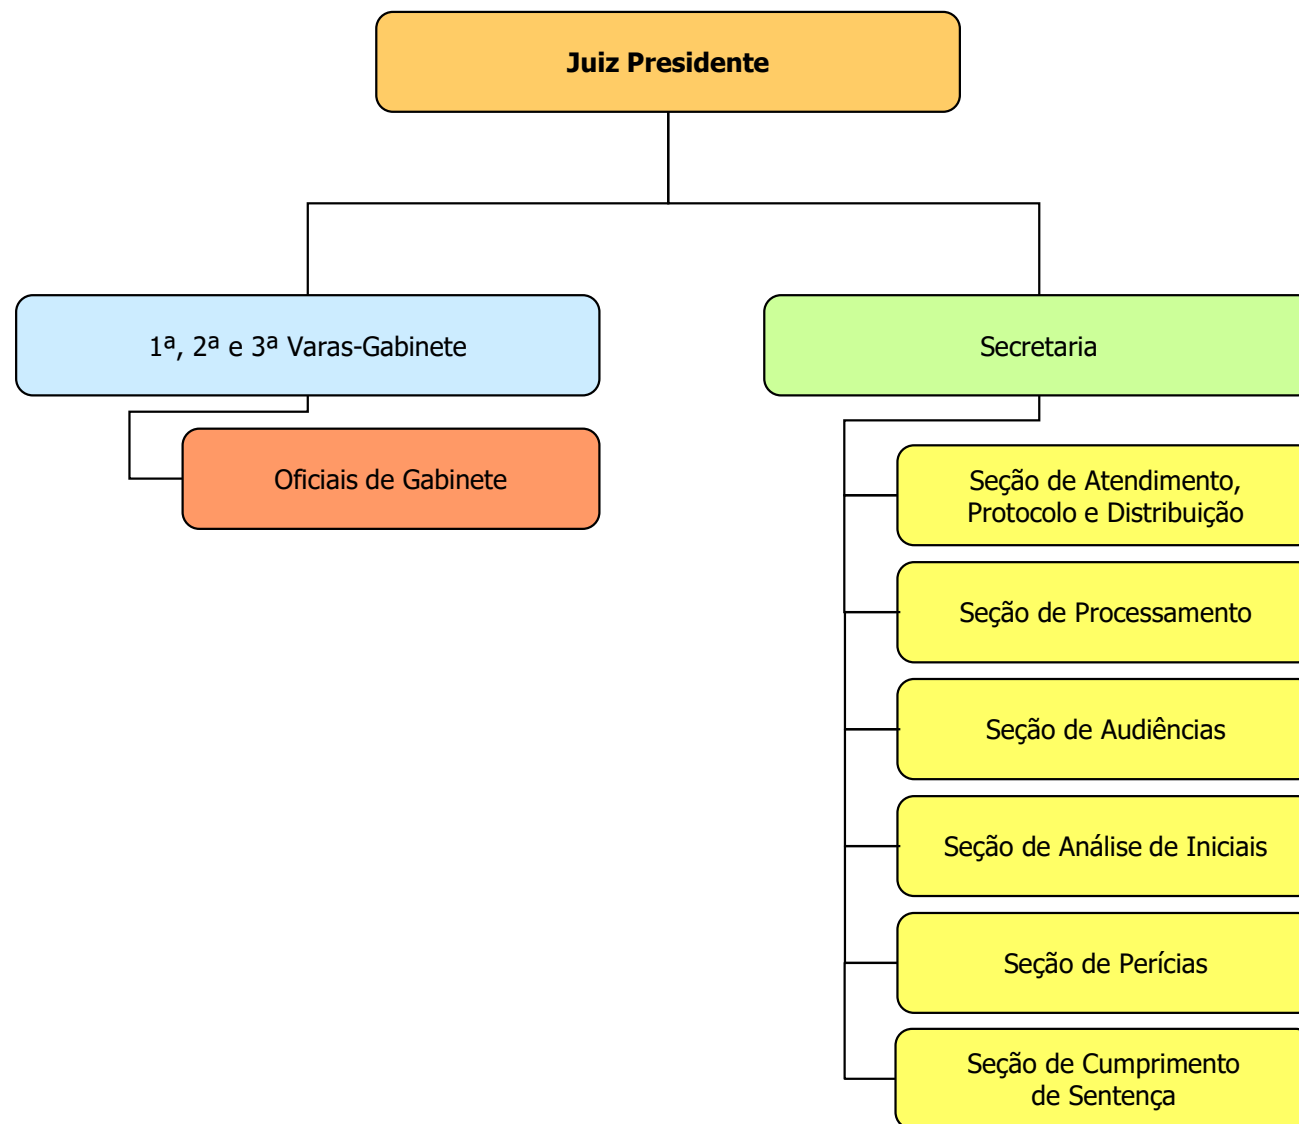 Juiz Presidente
1ª, 2ª e 3ª Varas-Gabinete
Secretaria
Oficiais de Gabinete
Seção de Atendimento,
Protocolo e Distribuição
Seção de Processamento
Seção de Audiências
Seção de Análise de Iniciais
Seção de Perícias
Seção de Cumprimento
de Sentença